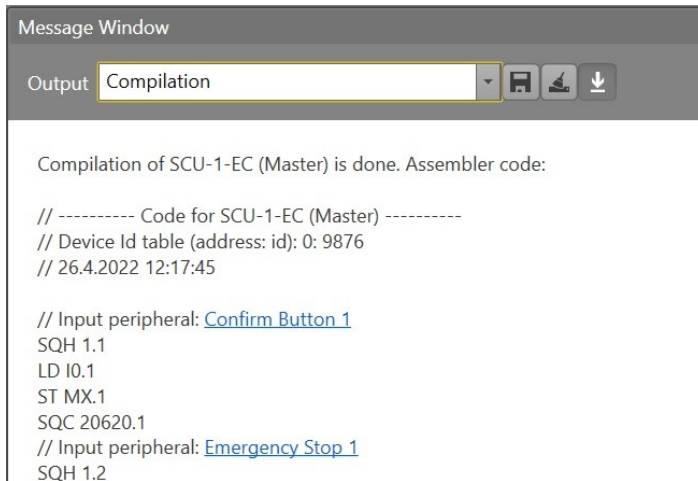 Message Window
Output Compilation
Compilation of SCU-1-EC (Master) is done. Assembler code:
// ---------- Code for SCU-1-EC (Master) ----------
// Device Id table (address: id): 0: 9876
// 26.4.2022 12:17:45
// Input peripheral: Confirm Button 1
SQH 1.1
LD I0.1
ST MX.1
SQC 20620.1
// Input peripheral: Emergency Stop 1
SQH 1.2